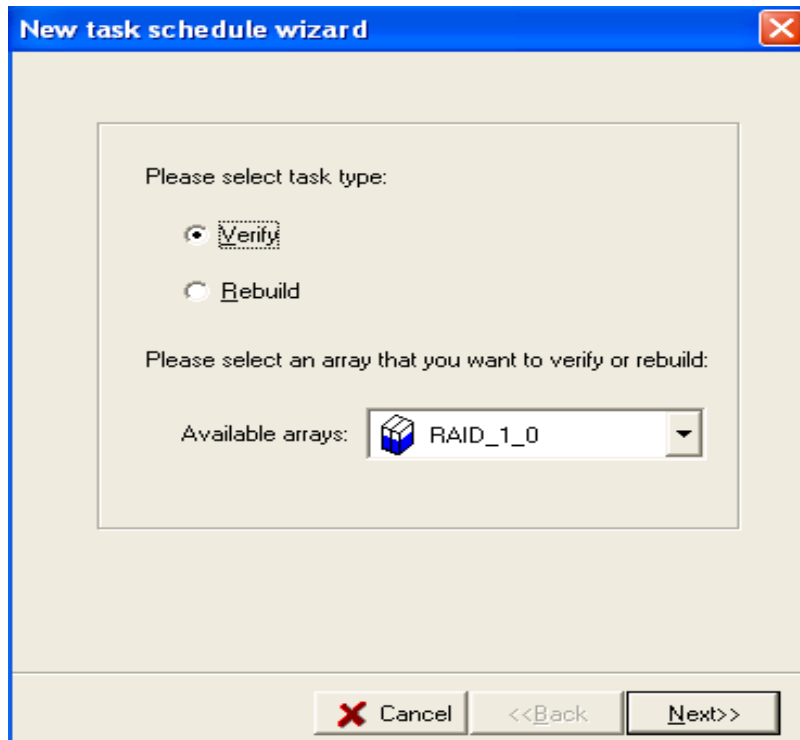 New task schedule wizard
Please select task type:
Verify
Rebuild
Please select an array that you want to verify or rebuild:
Available arrays: RAID_1_0
Cancel <<Back Next>>